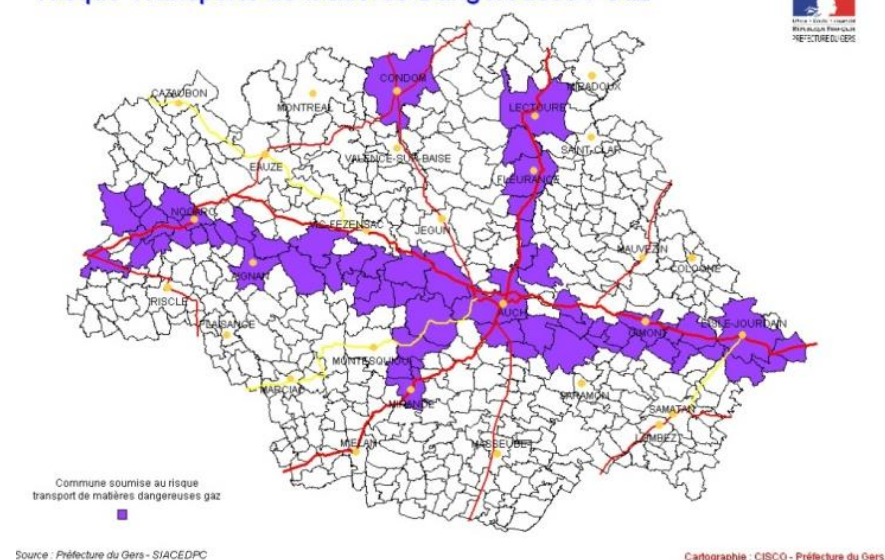 PREFECTURE DU GERS
CONDOM
CAZAUBON
MONTREAL
MIRADOUX
LECTOURE
SAINT-CLAR
VALENCE-SUR-BAISE
EAUZE
FLEURANCE
NOGARO
VIC-FEZENSAC
JEGUN
MAUVEZIN
COLOGNE
AIGNAN
RISCLE
AUCH
PLAISANCE
GIMONT
L'ISLE-JOURDAIN
MONTESQUIOU
MARCIAC
MIRANDE
SARAMON
SAMATAN
LOMBEZ
MIELAN
MASSEUBE
Commune soumise au risque
transport de matières dangereuses gaz
Source : Préfecture du Gers - SIACEDPC
Cartographie : CISCO - Préfecture du Gers